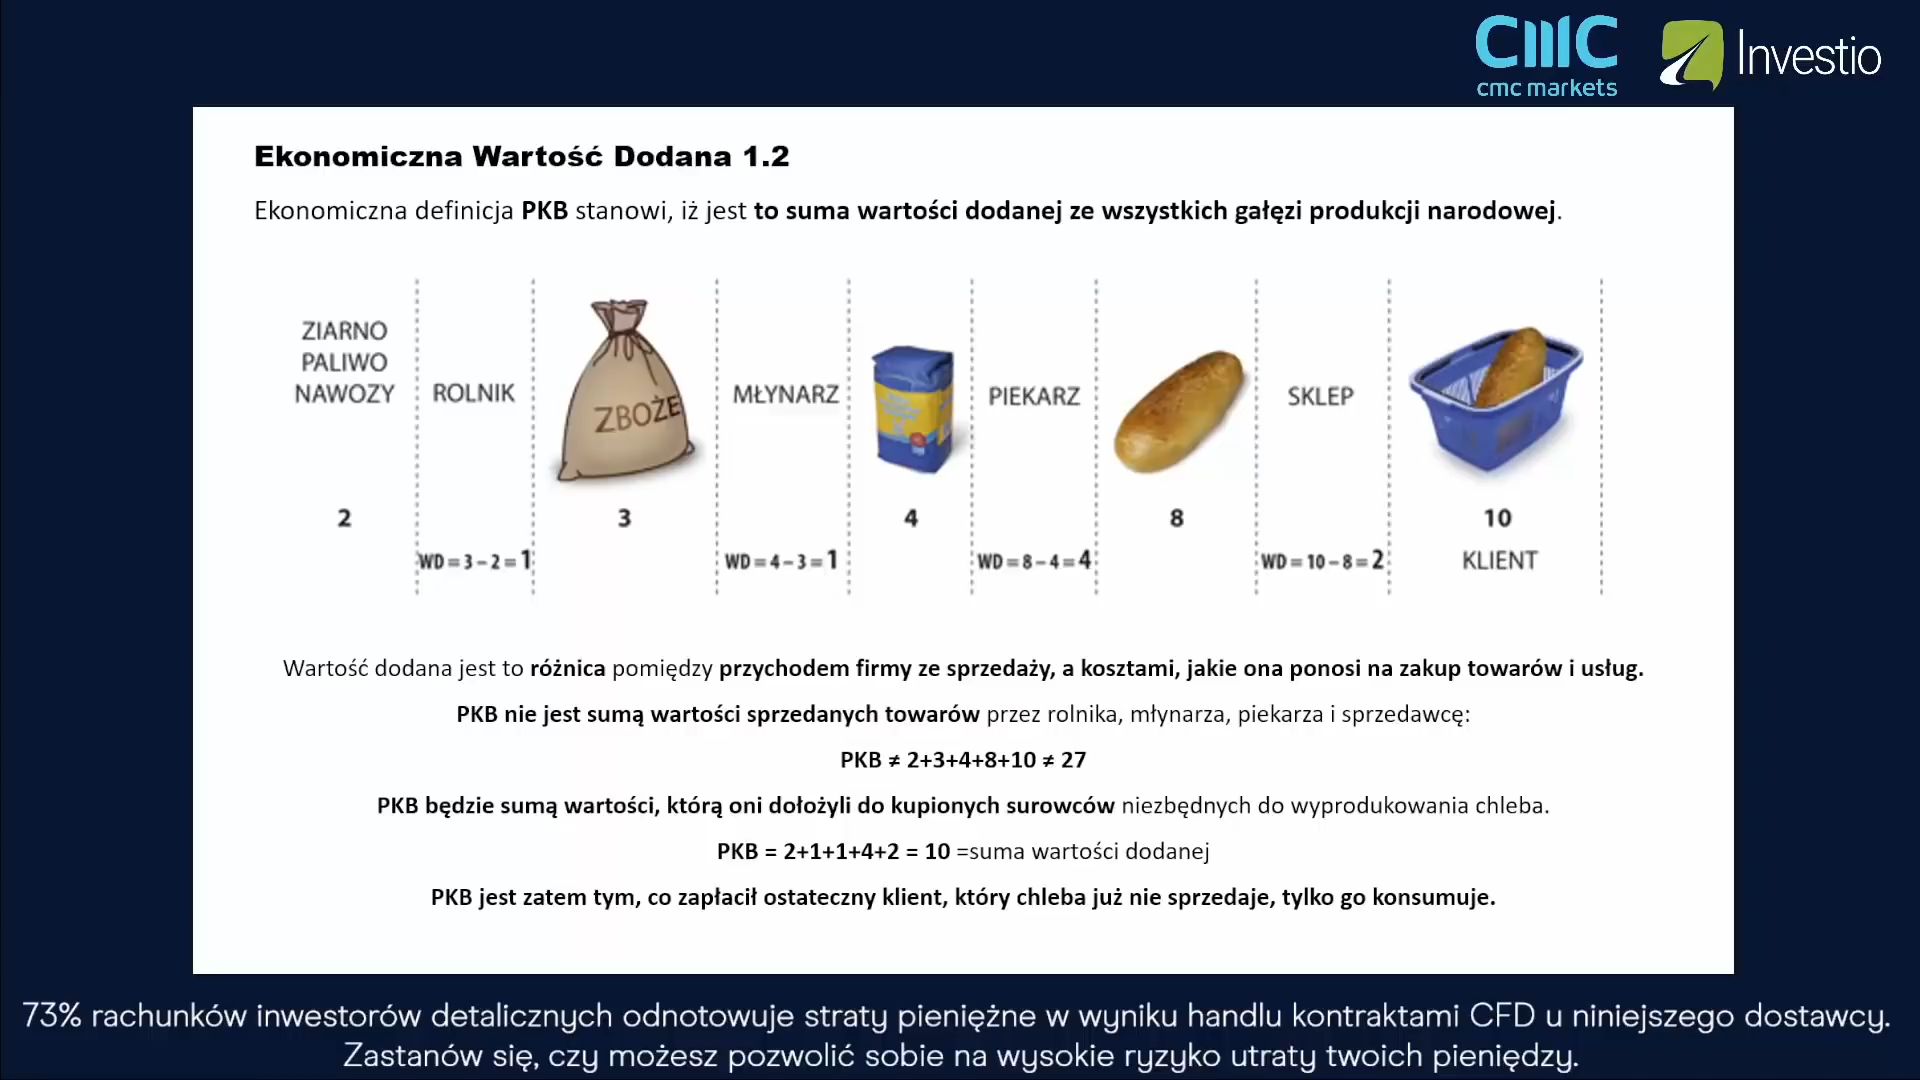 CMC
cmc markets
Investio
Ekonomiczna Wartość Dodana 1.2
Ekonomiczna definicja PKB stanowi, iż jest to suma wartości dodanej ze wszystkich gałęzi produkcji narodowej.
ZIARNO
PALIWO
NAWOZY
ROLNIK
ZBOŻE
MŁYNARZ
PIEKARZ
SKLEP
2
3
4
8
10
WD = 3 – 2 = 1
WD = 4 – 3 = 1
WD = 8 – 4 = 4
WD = 10 – 8 = 2
KLIENT
Wartość dodana jest to różnica pomiędzy przychodem firmy ze sprzedaży, a kosztami, jakie ona ponosi na zakup towarów i usług.
PKB nie jest sumą wartości sprzedanych towarów przez rolnika, młynarza, piekarza i sprzedawcę:
PKB ≠ 2+3+4+8+10 ≠ 27
PKB będzie sumą wartości, którą oni dołożyli do kupionych surowców niezbędnych do wyprodukowania chleba.
PKB = 2+1+1+4+2 = 10 =suma wartości dodanej
PKB jest zatem tym, co zapłacił ostateczny klient, który chleba już nie sprzedaje, tylko go konsumuje.
73% rachunków inwestorów detalicznych odnotowuje straty pieniężne w wyniku handlu kontraktami CFD u niniejszego dostawcy.
Zastanów się, czy możesz pozwolić sobie na wysokie ryzyko utraty twoich pieniędzy.